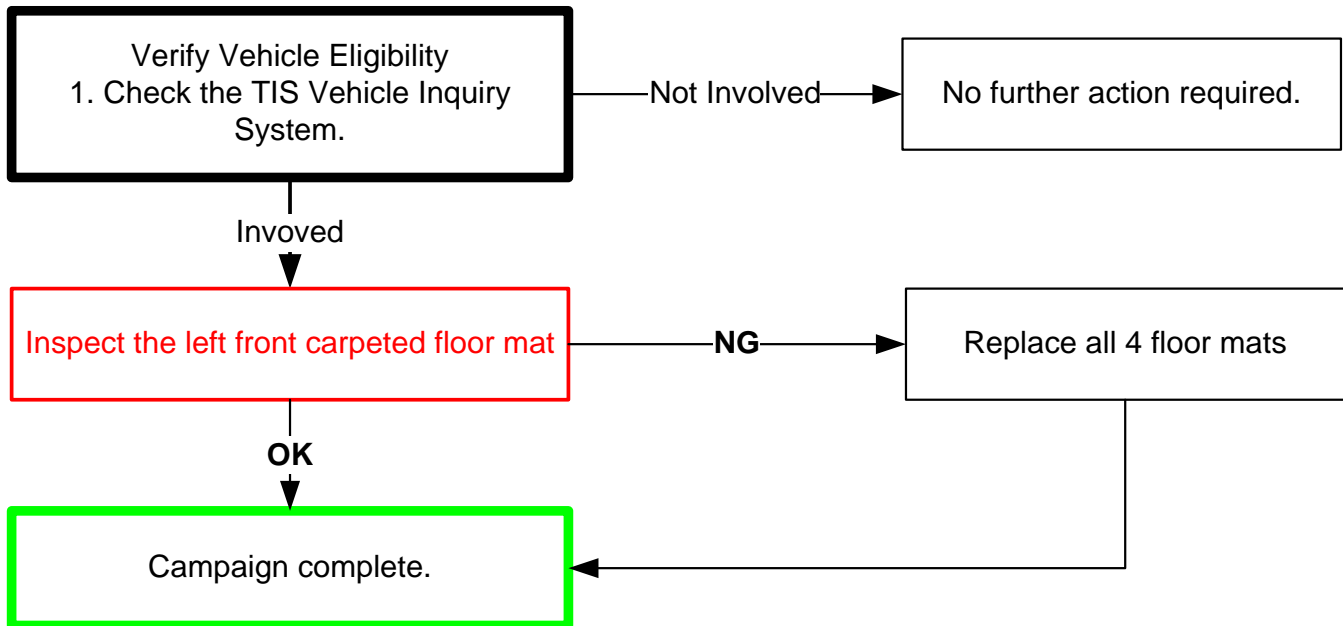 Verify Vehicle Eligibility
1. Check the TIS Vehicle Inquiry
System.
Not Involved
No further action required.
Invoved
Inspect the left front carpeted floor mat
NG
Replace all 4 floor mats
OK
Campaign complete.